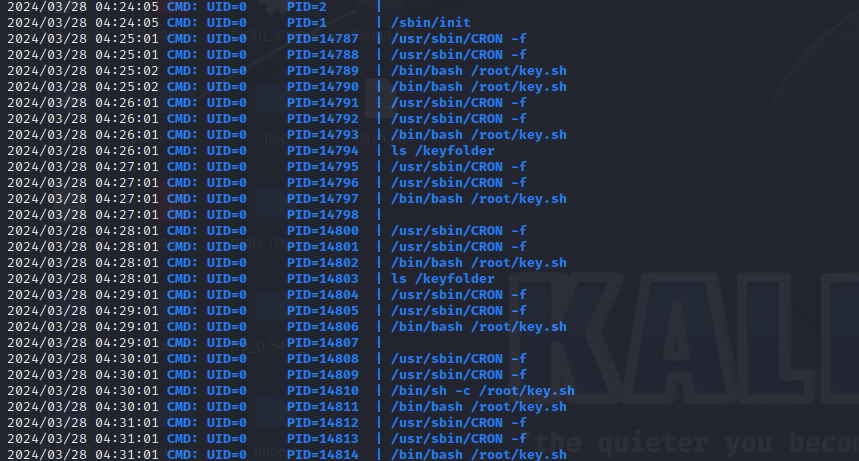 2024/03/28 04:24:05 CMD: UID=0 PID=2 |
2024/03/28 04:24:05 CMD: UID=0 PID=1 | /sbin/init
2024/03/28 04:25:01 CMD: UID=0 PID=14787 | /usr/sbin/CRON -f
2024/03/28 04:25:01 CMD: UID=0 PID=14788 | /usr/sbin/CRON -f
2024/03/28 04:25:02 CMD: UID=0 PID=14789 | /bin/bash /root/key.sh
2024/03/28 04:25:02 CMD: UID=0 PID=14790 | /bin/bash /root/key.sh
2024/03/28 04:26:01 CMD: UID=0 PID=14791 | /usr/sbin/CRON -f
2024/03/28 04:26:01 CMD: UID=0 PID=14792 | /usr/sbin/CRON -f
2024/03/28 04:26:01 CMD: UID=0 PID=14793 | /bin/bash /root/key.sh
2024/03/28 04:26:01 CMD: UID=0 PID=14794 | ls /keyfolder
2024/03/28 04:27:01 CMD: UID=0 PID=14795 | /usr/sbin/CRON -f
2024/03/28 04:27:01 CMD: UID=0 PID=14796 | /usr/sbin/CRON -f
2024/03/28 04:27:01 CMD: UID=0 PID=14797 | /bin/bash /root/key.sh
2024/03/28 04:27:01 CMD: UID=0 PID=14798 |
2024/03/28 04:28:01 CMD: UID=0 PID=14800 | /usr/sbin/CRON -f
2024/03/28 04:28:01 CMD: UID=0 PID=14801 | /usr/sbin/CRON -f
2024/03/28 04:28:01 CMD: UID=0 PID=14802 | /bin/bash /root/key.sh
2024/03/28 04:28:01 CMD: UID=0 PID=14803 | ls /keyfolder
2024/03/28 04:29:01 CMD: UID=0 PID=14804 | /usr/sbin/CRON -f
2024/03/28 04:29:01 CMD: UID=0 PID=14805 | /usr/sbin/CRON -f
2024/03/28 04:29:01 CMD: UID=0 PID=14806 | /bin/bash /root/key.sh
2024/03/28 04:29:01 CMD: UID=0 PID=14807 |
2024/03/28 04:30:01 CMD: UID=0 PID=14808 | /usr/sbin/CRON -f
2024/03/28 04:30:01 CMD: UID=0 PID=14809 | /usr/sbin/CRON -f
2024/03/28 04:30:01 CMD: UID=0 PID=14810 | /bin/sh -c /root/key.sh
2024/03/28 04:30:01 CMD: UID=0 PID=14811 | /bin/bash /root/key.sh
2024/03/28 04:31:01 CMD: UID=0 PID=14812 | /usr/sbin/CRON -f
2024/03/28 04:31:01 CMD: UID=0 PID=14813 | /usr/sbin/CRON -f
2024/03/28 04:31:01 CMD: UID=0 PID=14814 | /bin/bash /root/key.sh
KALI
"the quieter you becom